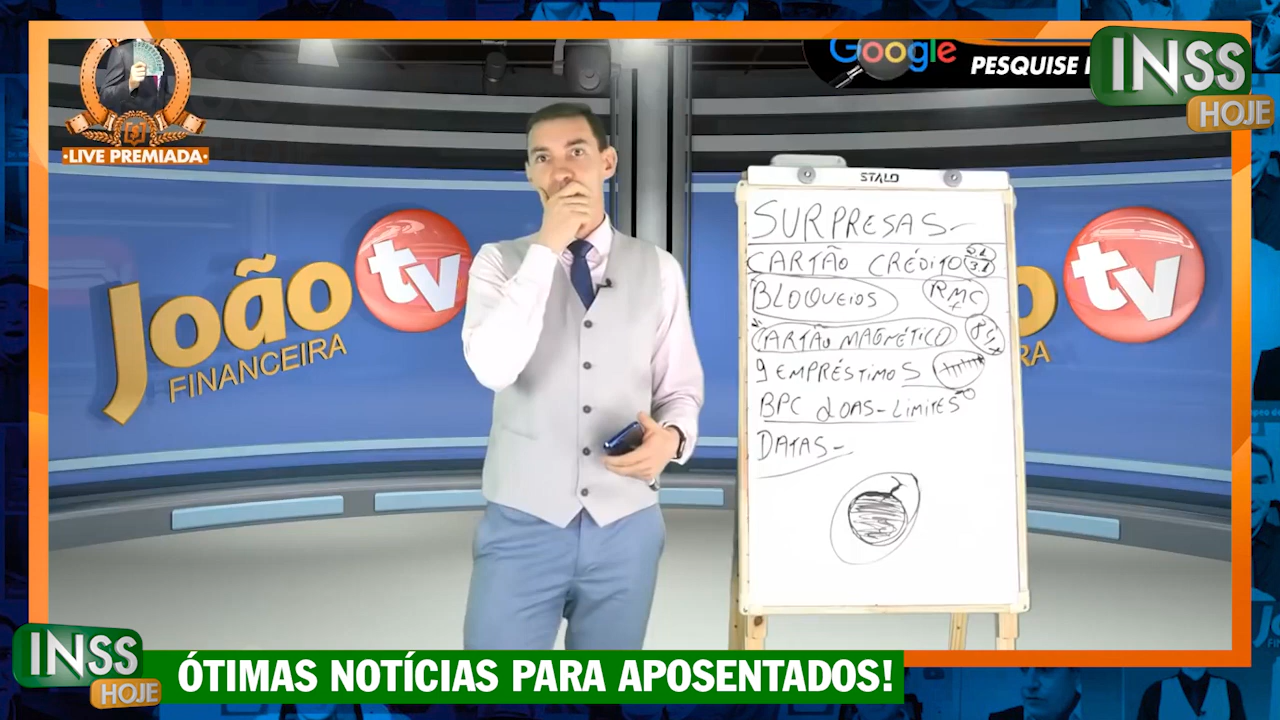 LIVE PREMIADA
Google
PESQUISE
INSS
HOJE
João
FINANCEIRA
tv
STALO
SURPRESAS-
CARTÃO CRÉDITO
BLOQUEIOS RMC
CARTÃO MAGNÉTICO
9 EMPRÉSTIMOS
BPC LOAS-LIMITES
DATAS-
tv
INSS
HOJE
ÓTIMAS NOTÍCIAS PARA APOSENTADOS!